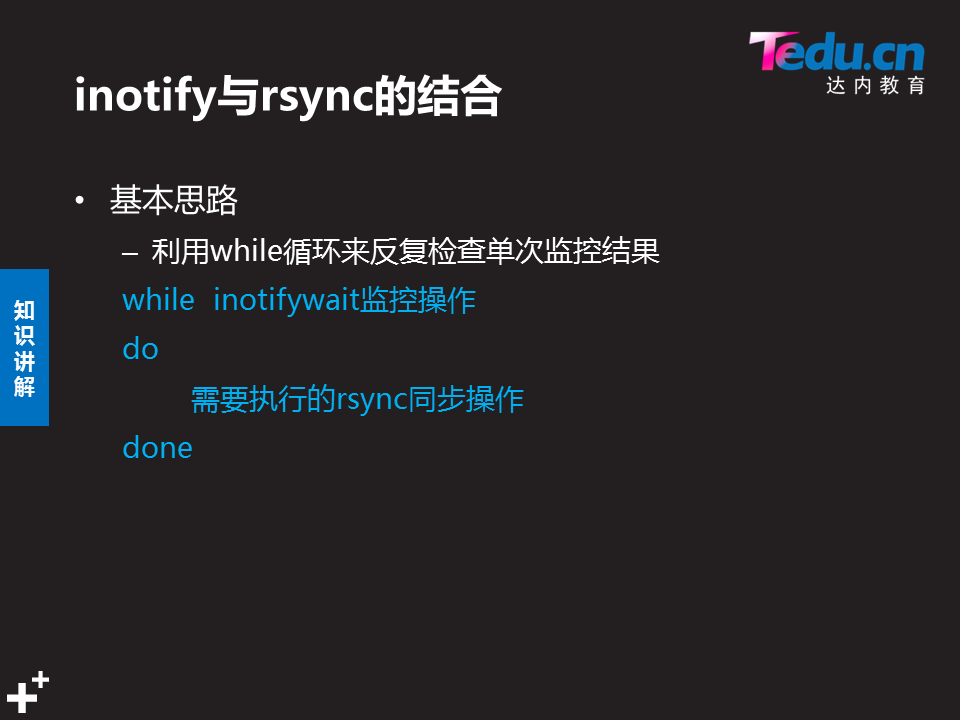 Tedu.cn
达内教育
inotify与rsync的结合
• 基本思路
– 利用while循环来反复检查单次监控结果
while inotifywait监控操作
do
需要执行的rsync同步操作
done
知
识
讲
解